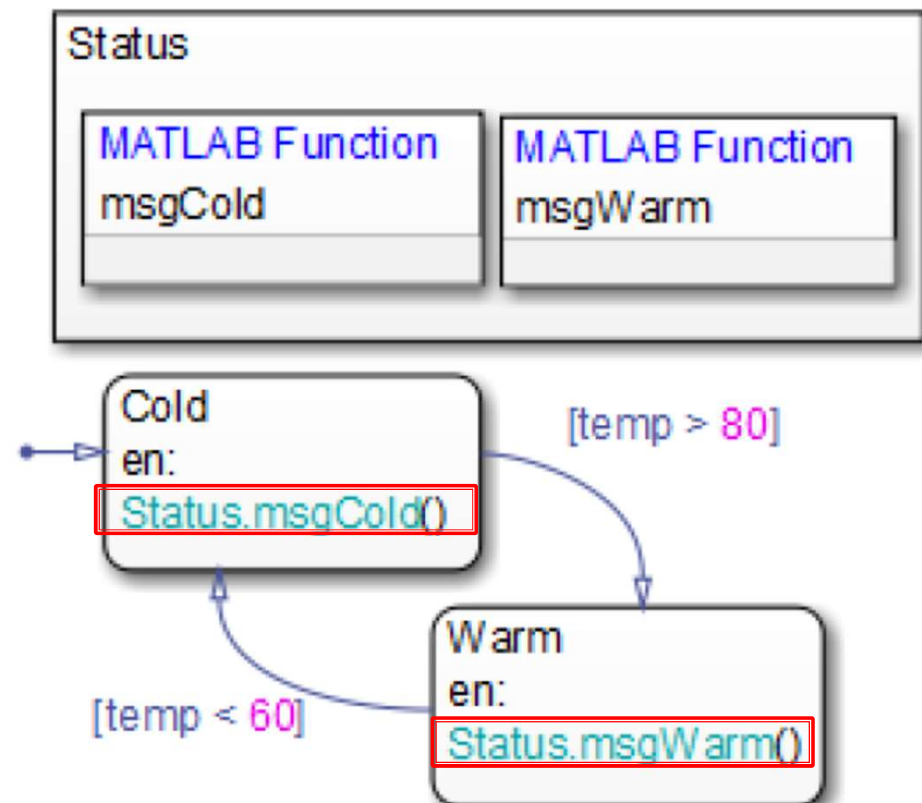 Status
MATLAB Function
msgCold
MATLAB Function
msgWarm
Cold
en:
Status.msgCold()
[temp > 80]
Warm
en:
Status.msgWarm()
[temp < 60]